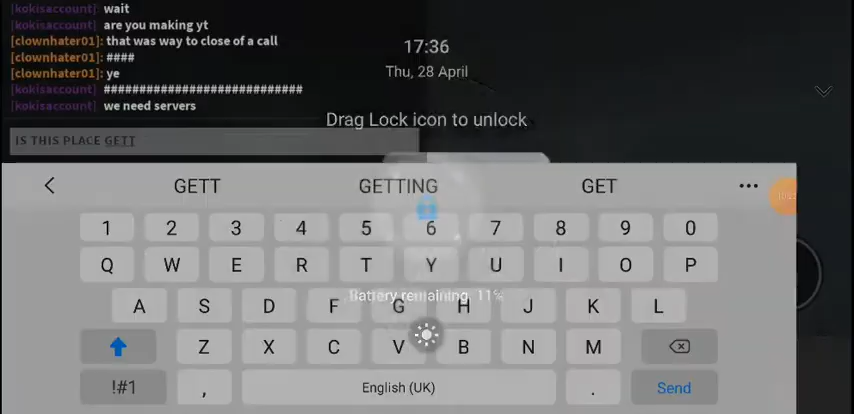 [kokisaccount]: wait
[kokisaccount]: are you making yt
[clownhater01]: that was way to close of a call
[clownhater01]: ####
[clownhater01]: ye
[kokisaccount]: ############################
[kokisaccount]: we need servers
17:36
Thu, 28 April
Drag Lock icon to unlock
IS THIS PLACE GETT
GETT GETTING GET
1 2 3 4 5 6 7 8 9 0
Q W E R T Y U I O P
Battery remaining, 11%
A S D F G H J K L
Z X C V B N M
!#1 , English (UK) . Send